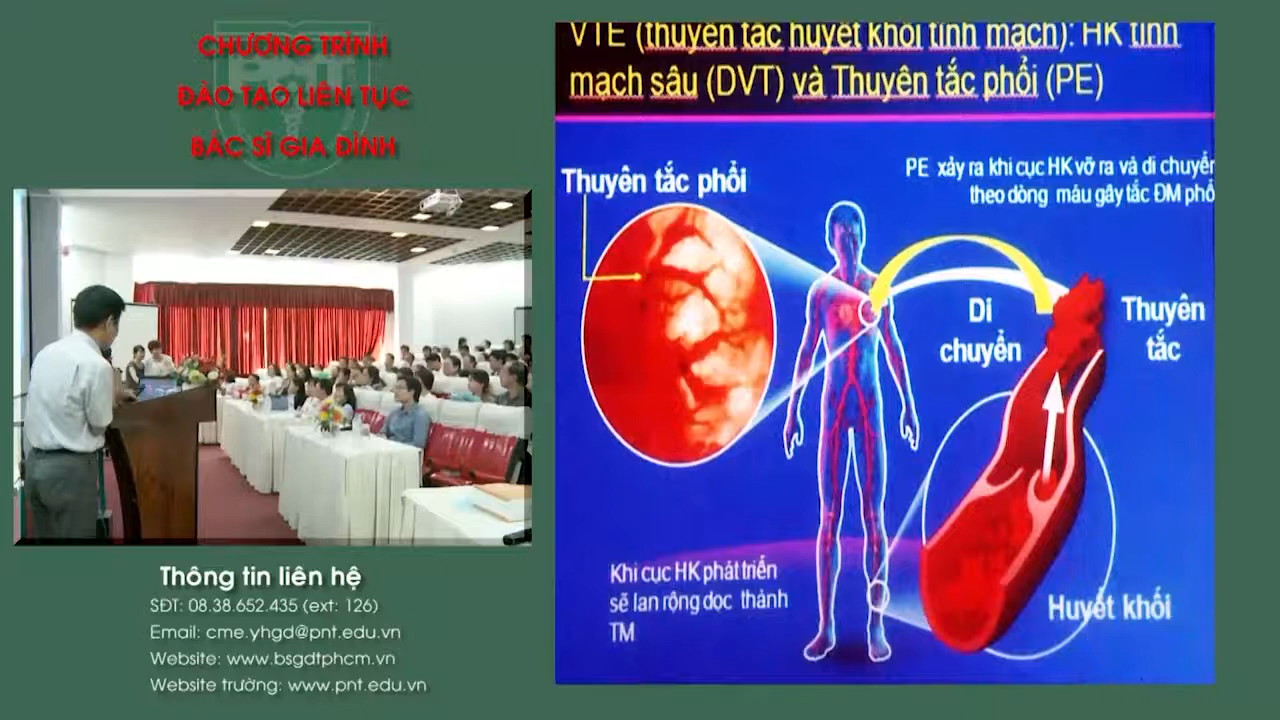 CHƯƠNG TRÌNH
ĐÀO TẠO LIÊN TỤC
BÁC SĨ GIA ĐÌNH
Thông tin liên hệ
SĐT: 08.38.652.435 (ext: 126)
Email: cme.yhgd@pnt.edu.vn
Website: www.bsgdtphcm.vn
Website trường: www.pnt.edu.vn
VTE (thuyên tắc huyết khối tĩnh mạch): HK tĩnh
mạch sâu (DVT) và Thuyên tắc phổi (PE)
Thuyên tắc phổi
PE xảy ra khi cục HK vỡ ra và di chuyển
theo dòng máu gây tắc ĐM phổ
Di
chuyển
Thuyên
tắc
Khi cục HK phát triển
sẽ lan rộng dọc thành
TM
Huyết khối